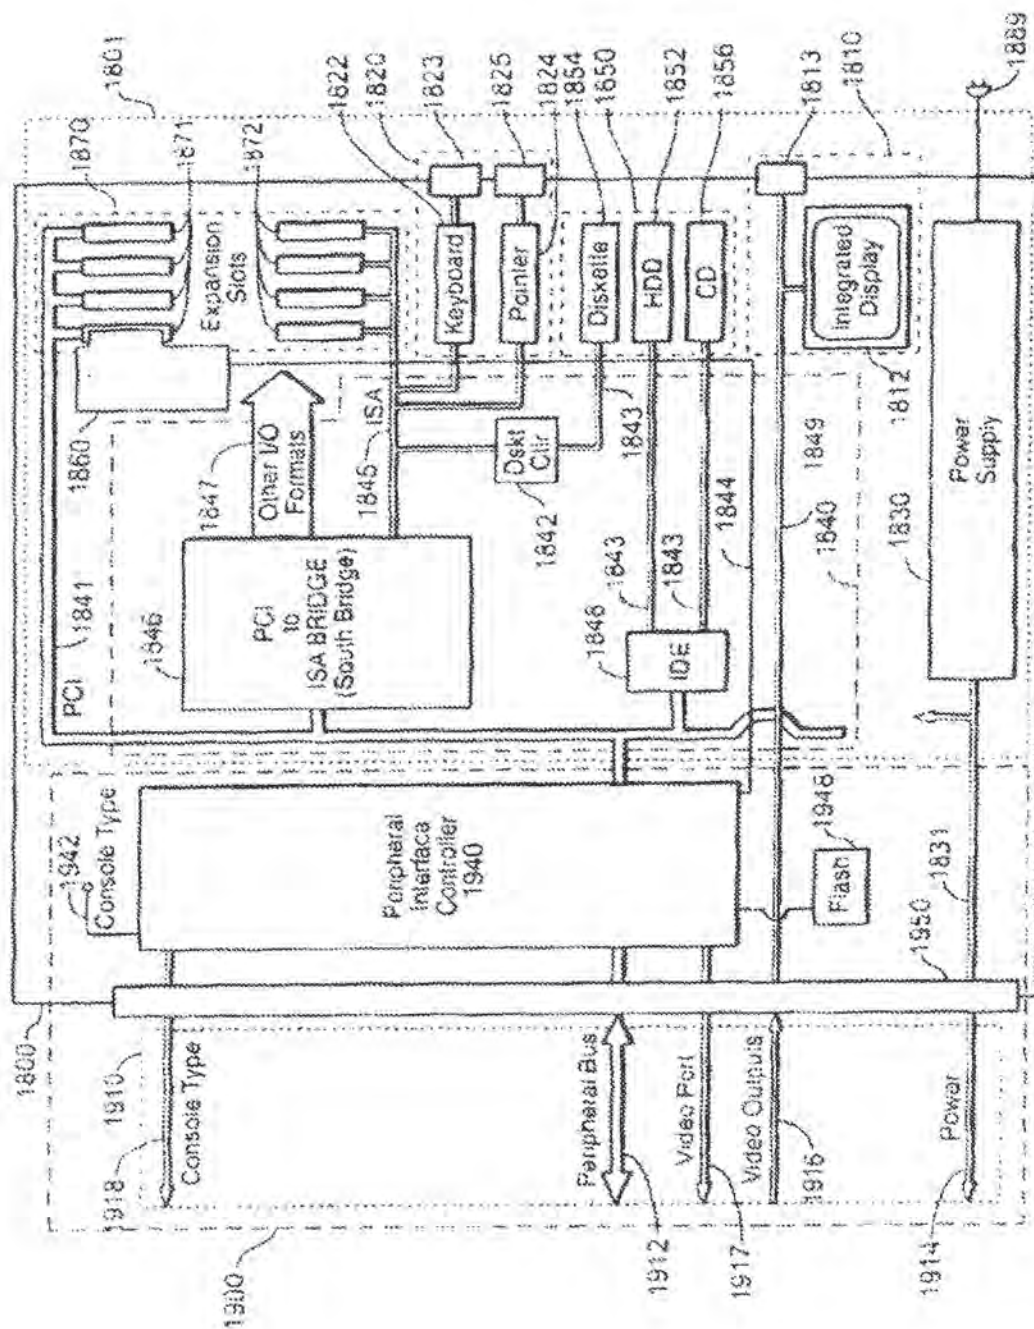 1801
1870
1871
1872
1822
1820
1823
1825
1824
1854
1850
1852
1856
1813
1810
1889
Expansion
Slots
Keyboard
Pointer
Diskette
HDD
CD
Integrated
Display
1812
PCI
1841
1860
1847
Other I/O
Formats
1845
ISA
Dskt
Ctlr
1842
1843
1843
1843
1844
1849
1840
1830
Power
Supply
1846
PCI
to
ISA BRIDGE
(South Bridge)
1848
IDE
1942
Console Type
Peripheral
Interface
Controller
1940
1948
Flash
1831
1950
1800
1910
1918
Console Type
Peripheral Bus
Video Port
Video Outputs
Power
1900
1912
1917
1916
1914